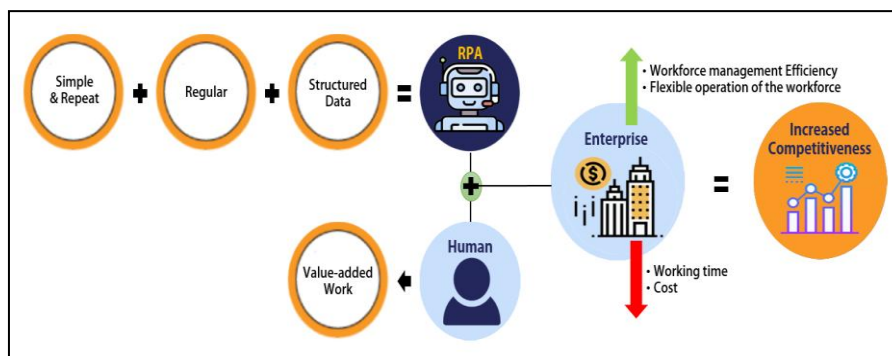 Simple
& Repeat
+
Regular
+
Structured
Data
=
RPA
+
Human
Value-added
Work
Enterprise
$
• Workforce management Efficiency
• Flexible operation of the workforce
• Working time
• Cost
=
Increased
Competitiveness